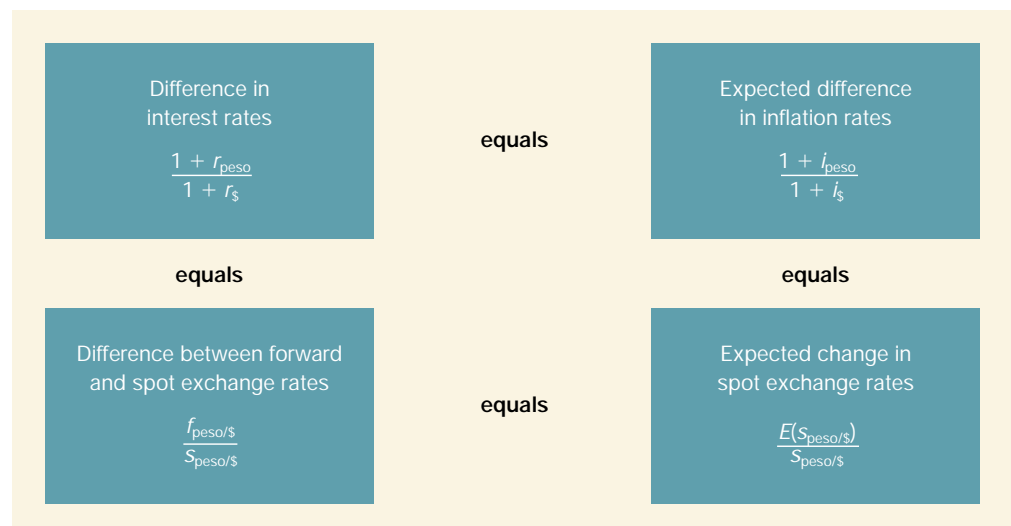 Difference in
interest rates
1 + r_peso
1 + r_$
equals
Expected difference
in inflation rates
1 + i_peso
1 + i_$
equals
equals
Difference between forward
and spot exchange rates
f_peso/$
s_peso/$
equals
Expected change in
spot exchange rates
E(s_peso/$)
s_peso/$